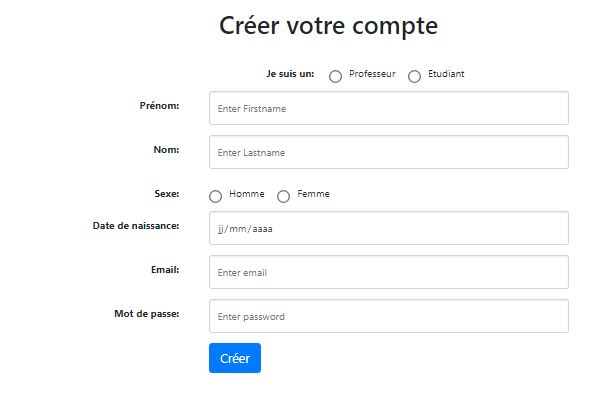 Créer votre compte
Je suis un: Professeur Etudiant
Prénom: Enter Firstname
Nom: Enter Lastname
Sexe: Homme Femme
Date de naissance: jj/mm/aaaa
Email: Enter email
Mot de passe: Enter password
Créer